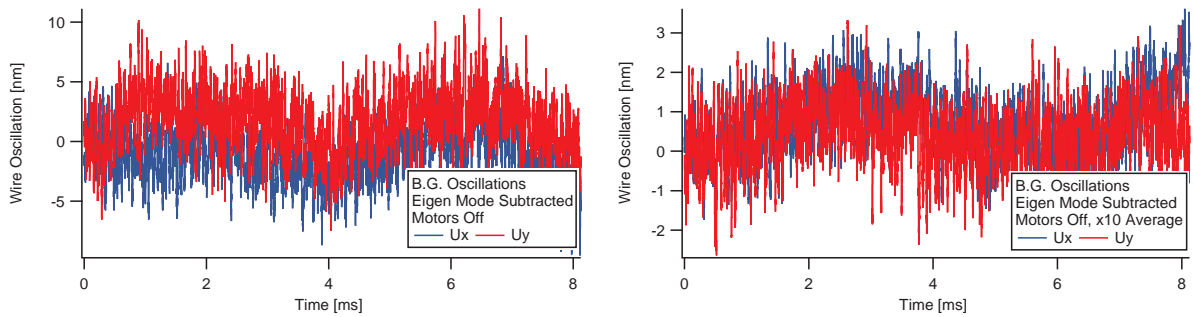 Wire Oscillation [nm]
10
5
0
-5
B.G. Oscillations
Eigen Mode Subtracted
Motors Off
Ux Uy
0 2 4 6 8
Time [ms]
Wire Oscillation [nm]
3
2
1
0
-1
-2
B.G. Oscillations
Eigen Mode Subtracted
Motors Off, x10 Average
Ux Uy
0 2 4 6 8
Time [ms]